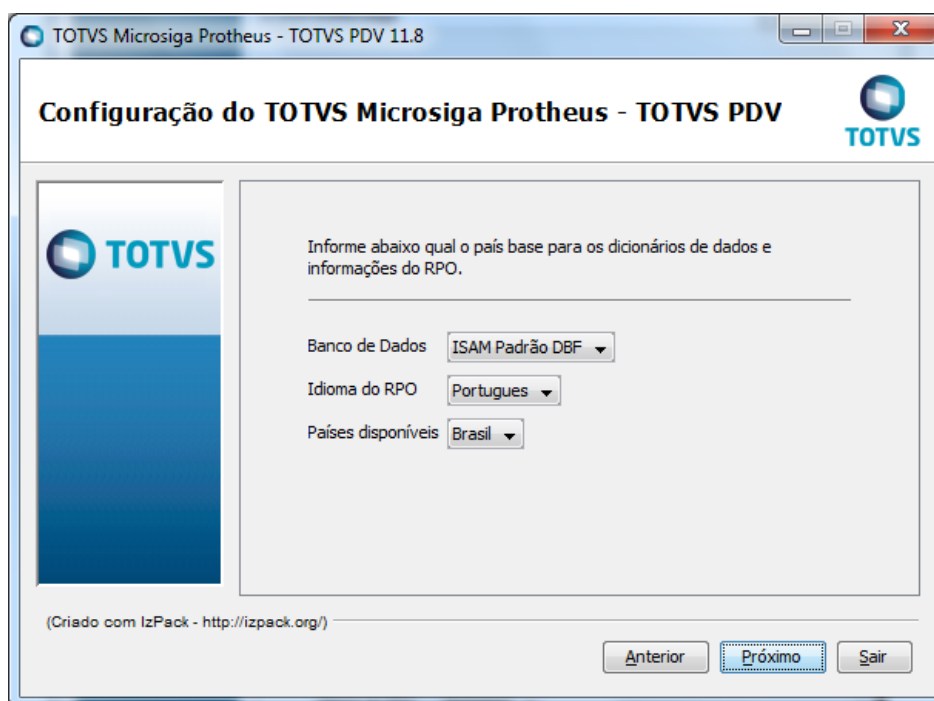 TOTVS Microsiga Protheus - TOTVS PDV 11.8
Configuração do TOTVS Microsiga Protheus - TOTVS PDV
TOTVS
TOTVS
Informe abaixo qual o país base para os dicionários de dados e
informações do RPO.
Banco de Dados ISAM Padrão DBF
Idioma do RPO Portugues
Países disponíveis Brasil
(Criado com IzPack - http://izpack.org/)
Anterior Próximo Sair